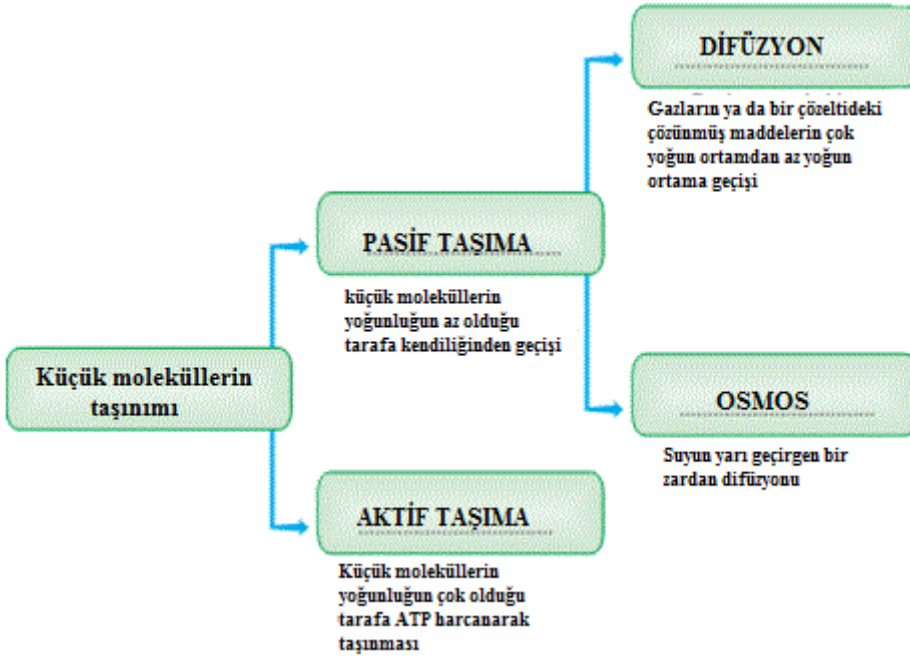 DİFÜZYON
Gazların ya da bir çözeltideki
çözünmüş maddelerin çok
yoğun ortamdan az yoğun
ortama geçişi
PASİF TAŞIMA
küçük moleküllerin
yoğunluğun az olduğu
tarafa kendiliğinden geçişi
Küçük moleküllerin
taşınımı
OSMOS
Suyun yarı geçirgen bir
zardan difüzyonu
AKTİF TAŞIMA
Küçük moleküllerin
yoğunluğun çok olduğu
tarafa ATP harcanarak
taşınması